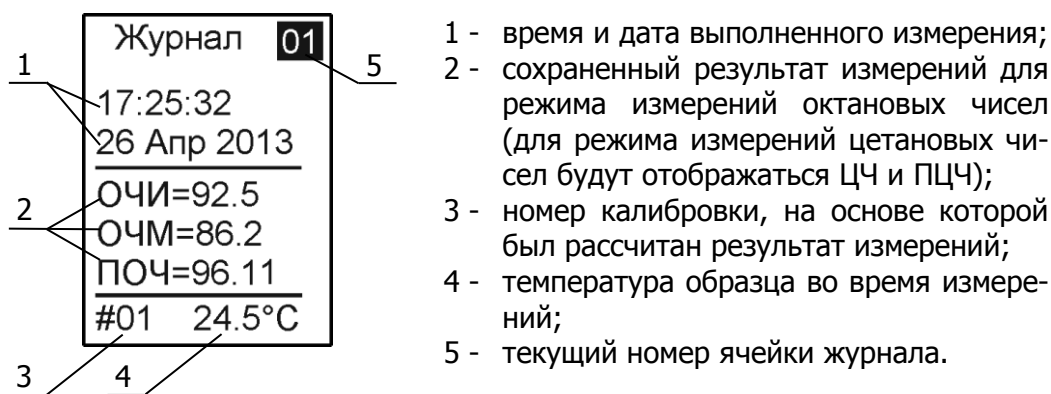 Журнал 01
17:25:32
26 Апр 2013
ОЧИ=92.5
ОЧМ=86.2
ПОЧ=96.11
#01 24.5°C
1
2
3
4
5
1 - время и дата выполненного измерения;
2 - сохраненный результат измерений для
режима измерений октановых чисел
(для режима измерений цетановых чи-
сел будут отображаться ЦЧ и ПЦЧ);
3 - номер калибровки, на основе которой
был рассчитан результат измерений;
4 - температура образца во время измере-
ний;
5 - текущий номер ячейки журнала.